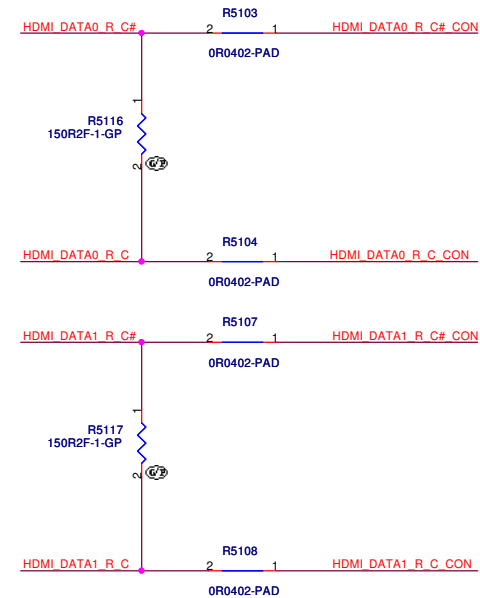 R5103
HDMI_DATA0_R_C# 2 1 HDMI_DATA0_R_C#_CON
0R0402-PAD
1
R5116
150R2F-1-GP
2
R5104
HDMI_DATA0_R_C 2 1 HDMI_DATA0_R_C_CON
0R0402-PAD
R5107
HDMI_DATA1_R_C# 2 1 HDMI_DATA1_R_C#_CON
0R0402-PAD
1
R5117
150R2F-1-GP
2
R5108
HDMI_DATA1_R_C 2 1 HDMI_DATA1_R_C_CON
0R0402-PAD